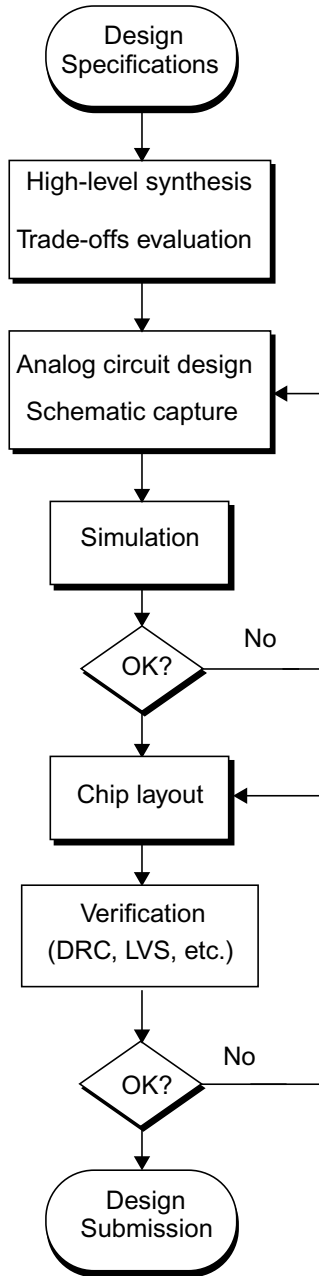 Design
Specifications
High-level synthesis
Trade-offs evaluation
Analog circuit design
Schematic capture
Simulation
OK?
No
Chip layout
Verification
(DRC, LVS, etc.)
No
OK?
Design
Submission